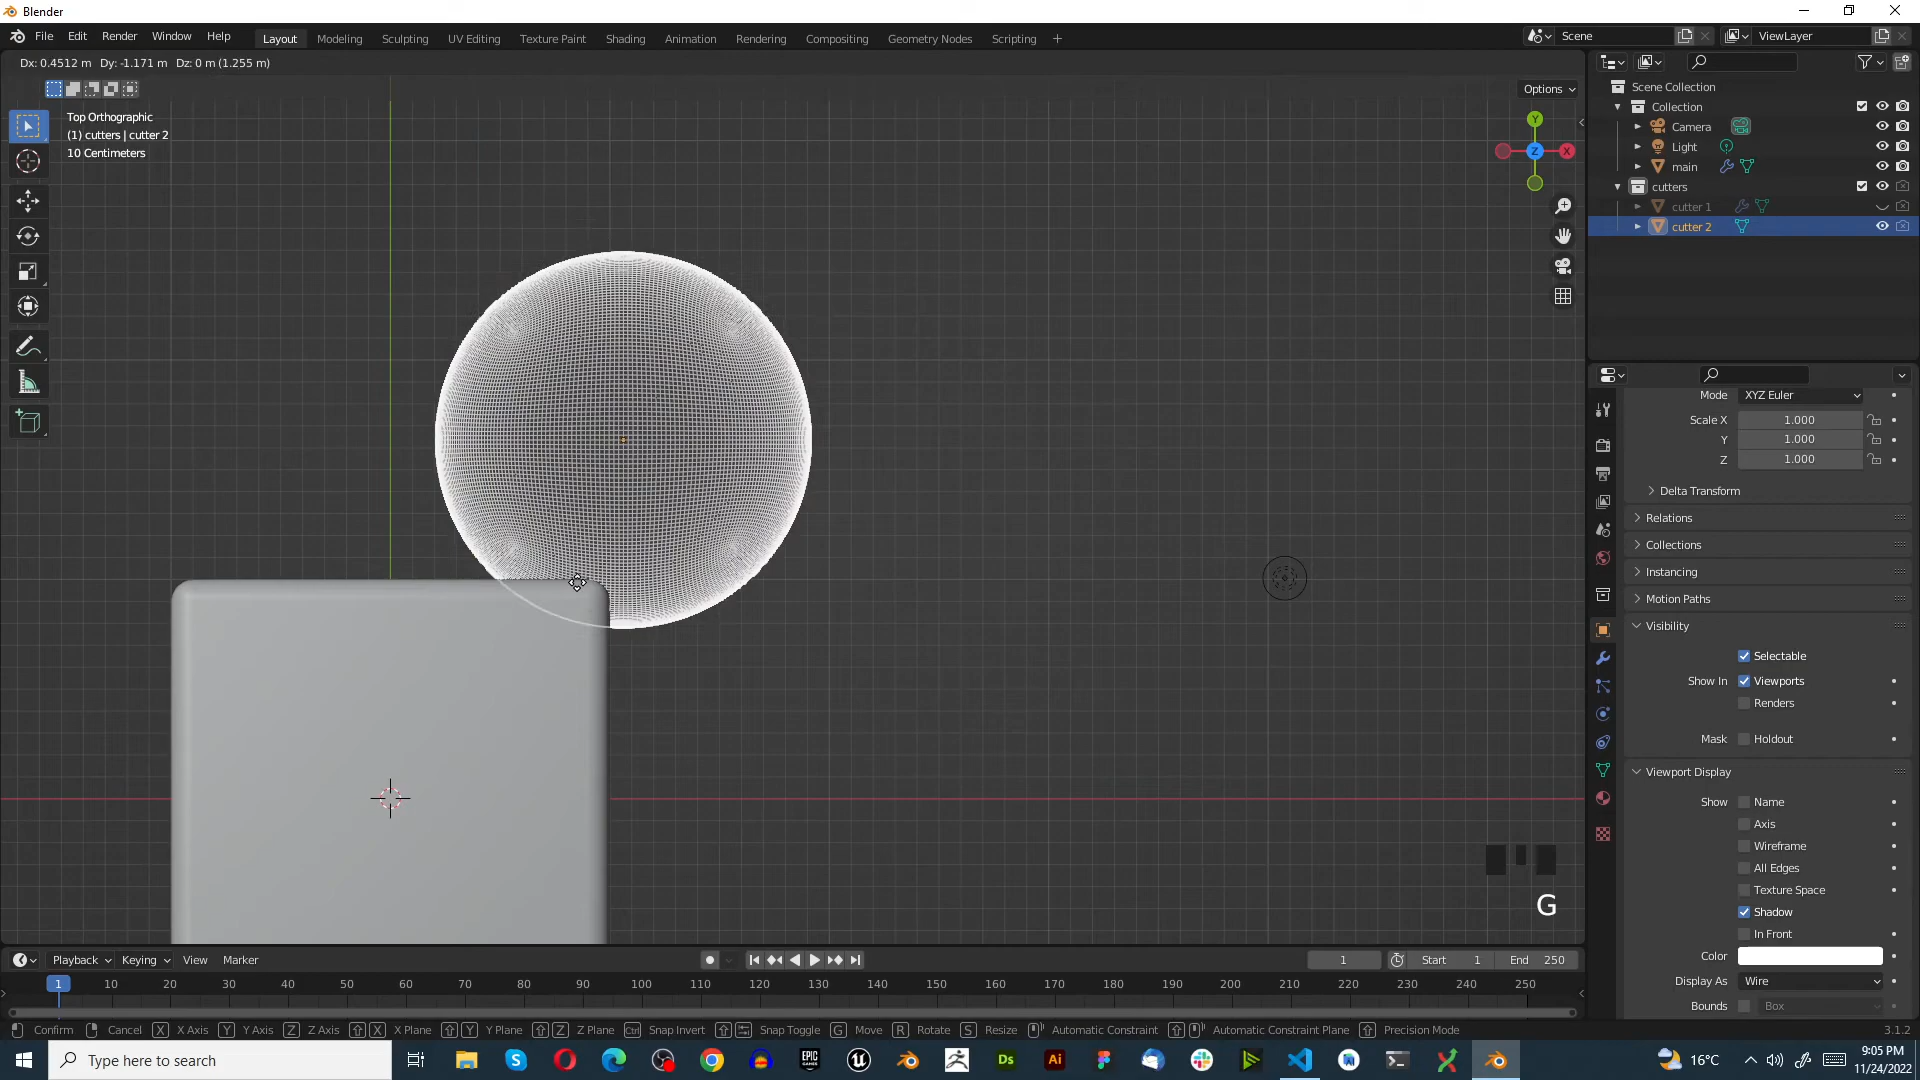 Blender
File Edit Render Window Help Layout Modeling Sculpting UV Editing Texture Paint Shading Animation Rendering Compositing Geometry Nodes Scripting + Scene ViewLayer
Dx: 0.4512 m Dy: -1.171 m Dz: 0 m (1.255 m)
Options
Top Orthographic
(1) cutters | cutter 2
10 Centimeters
Y
X
Z
Scene Collection
Collection
Camera
Light
main
cutters
cutter 1
cutter 2
Mode XYZ Euler
Scale X 1.000
Y 1.000
Z 1.000
Delta Transform
Relations
Collections
Instancing
Motion Paths
Visibility
Selectable
Show In Viewports
Renders
Mask Holdout
Viewport Display
Show Name
Axis
Wireframe
All Edges
Texture Space
Shadow
In Front
Color
Display As Wire
Bounds Box
G
Playback Keying View Marker 1 Start 1 End 250
1 10 20 30 40 50 60 70 80 90 100 110 120 130 140 150 160 170 180 190 200 210 220 230 240 250
Confirm Cancel X X Axis Y Y Axis Z Z Axis X X Plane Y Y Plane Z Z Plane Ctrl Snap Invert Snap Toggle G Move R Rotate S Resize Automatic Constraint Automatic Constraint Plane Precision Mode 3.1.2
Type here to search
Ds
Ai
16°C
9:05 PM
11/24/2022